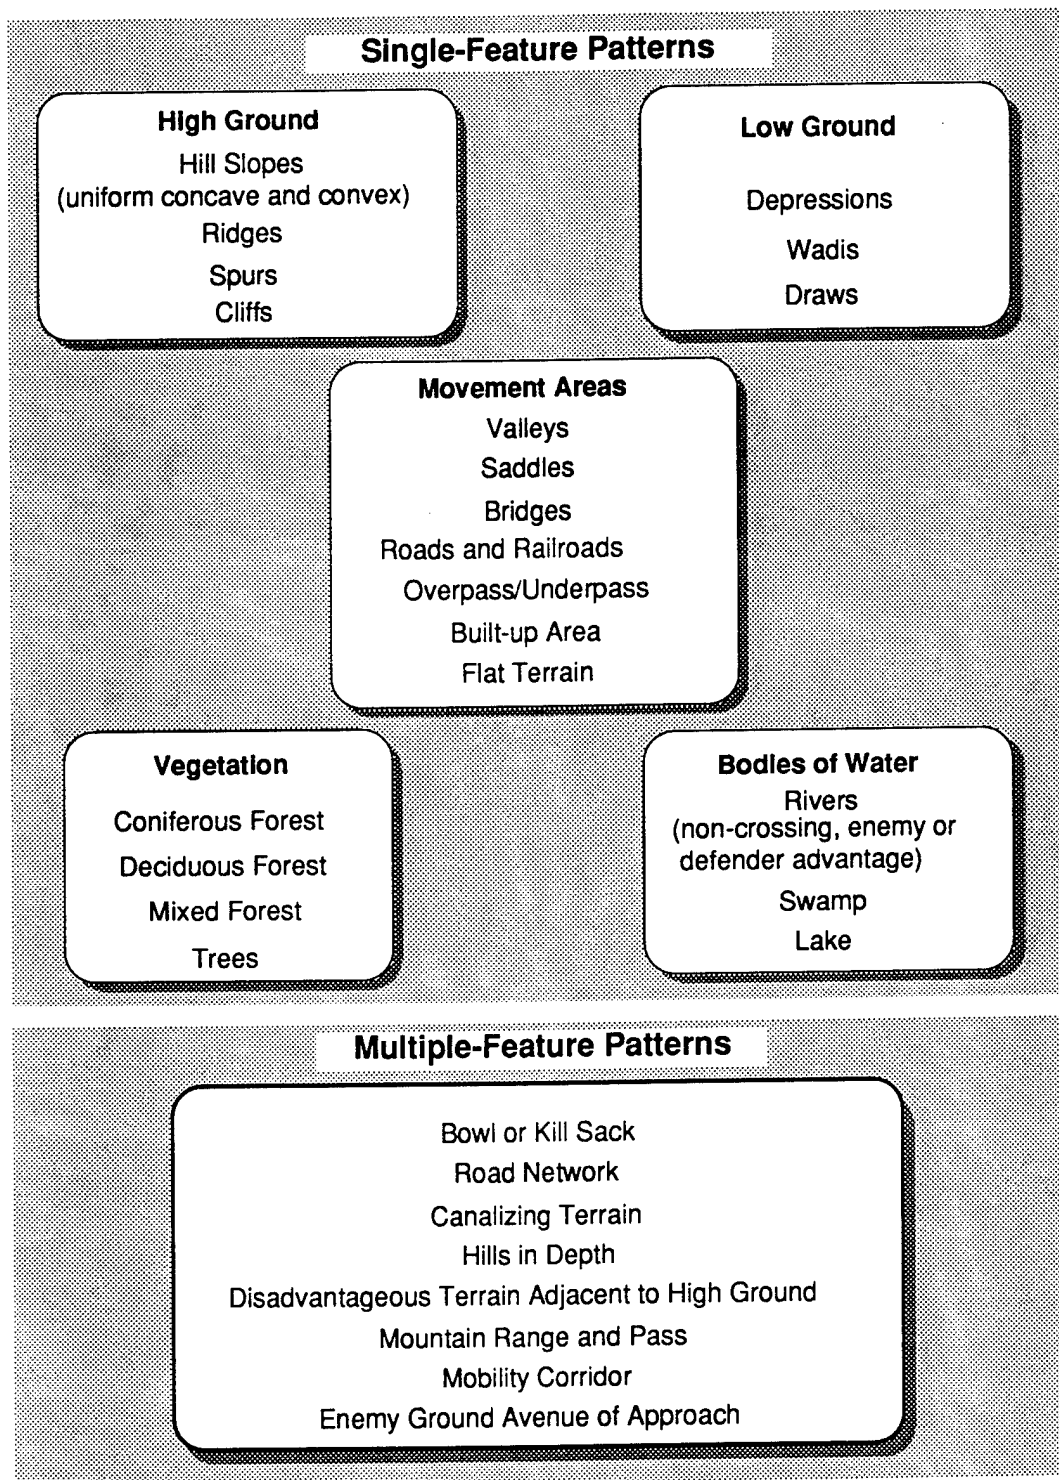 Single-Feature Patterns
High Ground
Hill Slopes
(uniform concave and convex)
Ridges
Spurs
Cliffs
Low Ground
Depressions
Wadis
Draws
Movement Areas
Valleys
Saddles
Bridges
Roads and Railroads
Overpass/Underpass
Built-up Area
Flat Terrain
Vegetation
Coniferous Forest
Deciduous Forest
Mixed Forest
Trees
Bodies of Water
Rivers
(non-crossing, enemy or
defender advantage)
Swamp
Lake
Multiple-Feature Patterns
Bowl or Kill Sack
Road Network
Canalizing Terrain
Hills in Depth
Disadvantageous Terrain Adjacent to High Ground
Mountain Range and Pass
Mobility Corridor
Enemy Ground Avenue of Approach